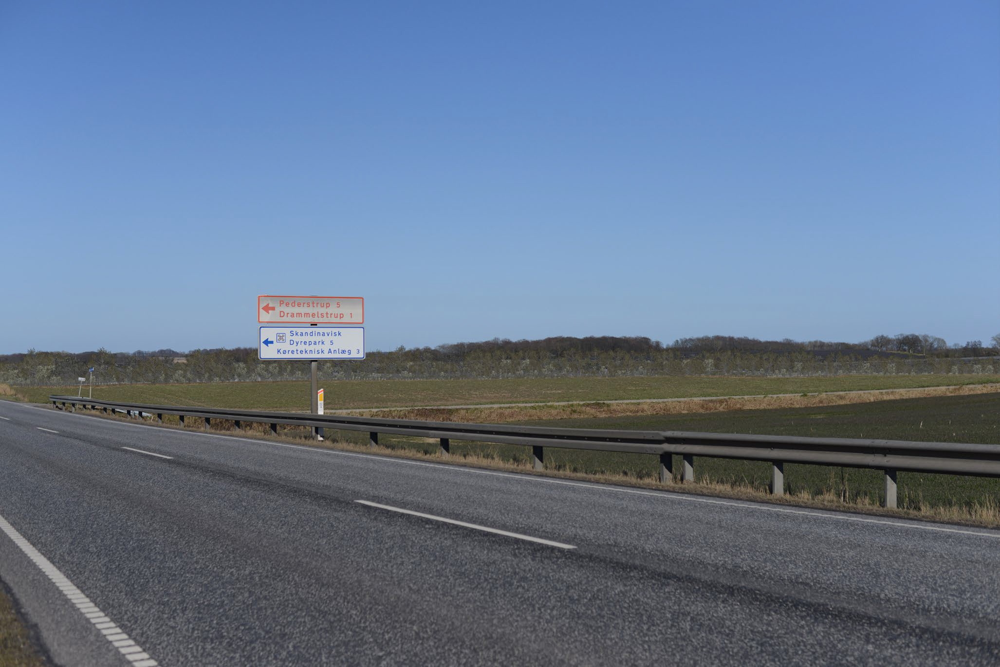 Pederstrup 5
Drammelstrup 1
Skandinavisk
Dyrepark 5
Køreteknisk Anlæg 3